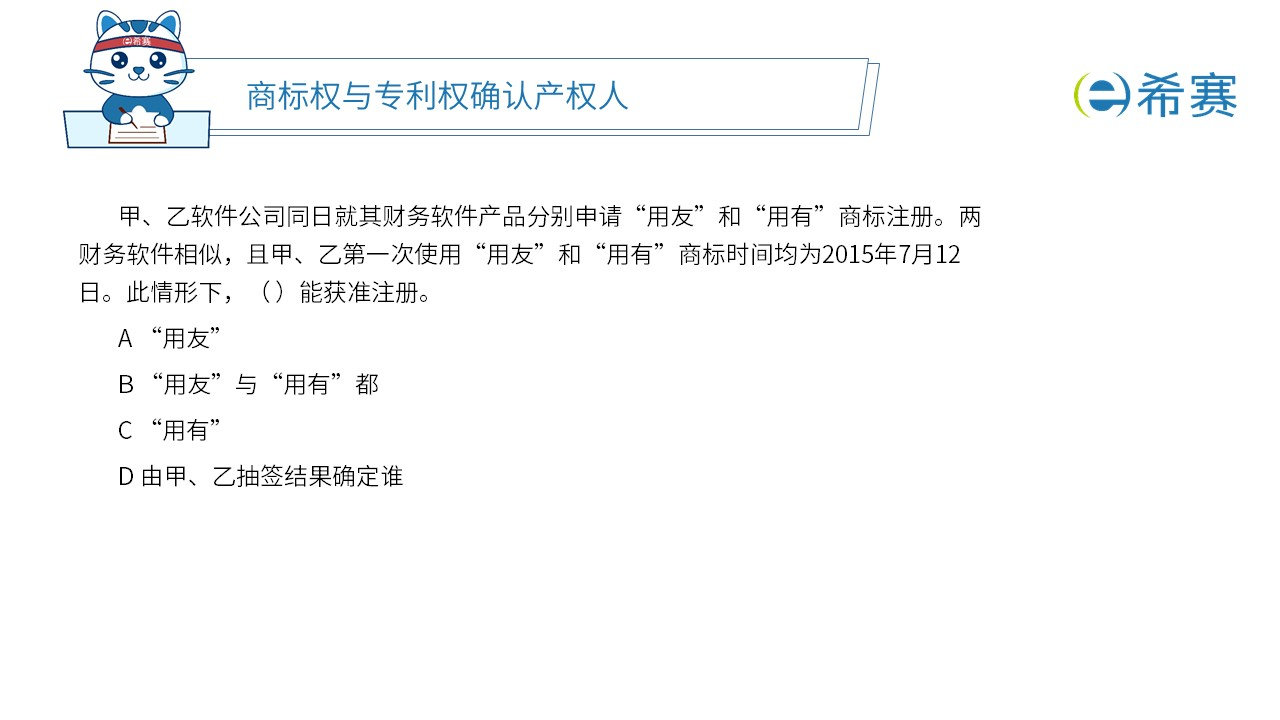 希赛
商标权与专利权确认产权人
希赛
甲、乙软件公司同日就其财务软件产品分别申请“用友”和“用有”商标注册。两
财务软件相似，且甲、乙第一次使用“用友”和“用有”商标时间均为2015年7月12
日。此情形下，（ ）能获准注册。
A “用友”
B “用友”与“用有”都
C “用有”
D 由甲、乙抽签结果确定谁